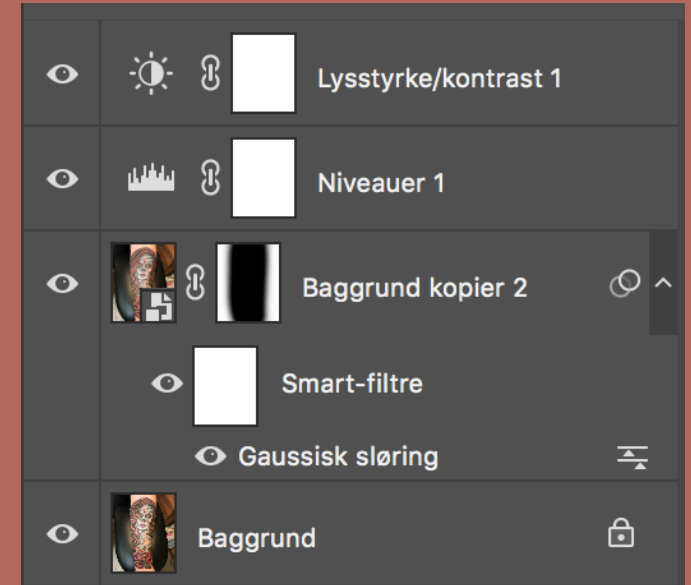 Lysstyrke/kontrast 1
Niveauer 1
Baggrund kopier 2
Smart-filtre
Gaussisk sløring
Baggrund